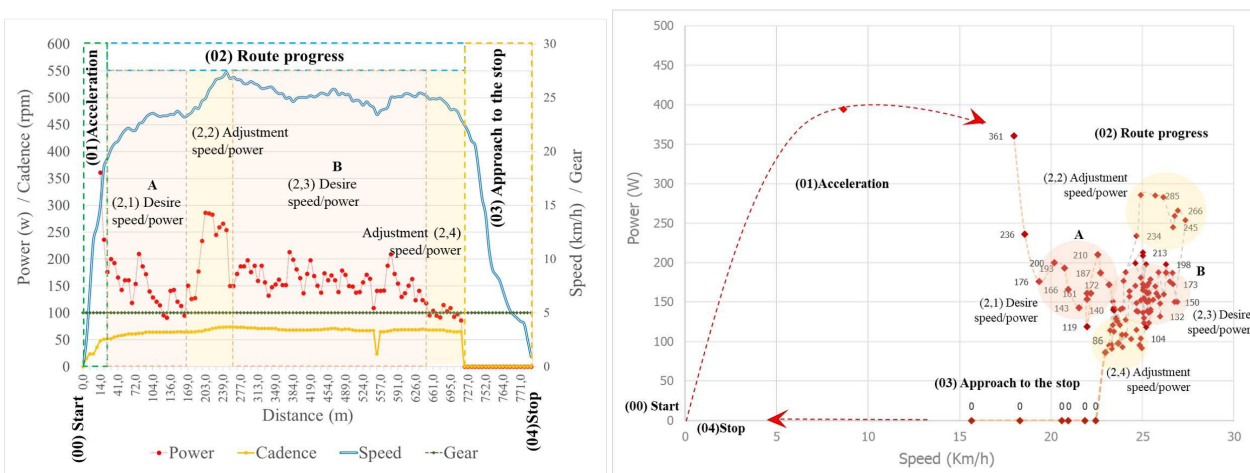 600
550
500
450
400
350
300
250
200
150
100
50
0
Power (w) / Cadence (rpm)
30
25
20
15
10
5
0
Speed (km/h) / Gear
(01)Acceleration
(02) Route progress
(03) Approach to the stop
(2,2) Adjustment
speed/power
A
(2,1) Desire
speed/power
B
(2,3) Desire
speed/power
Adjustment (2,4)
speed/power
0,0
14,0
41,0
72,0
104,0
136,0
169,0
203,0
239,0
277,0
313,0
349,0
384,0
419,0
454,0
489,0
522,0
556,0
591,0
626,0
661,0
695,0
727,0
752,0
771,0
Distance (m)
(00) Start
(04)Stop
Power
Cadence
Speed
Gear
500
450
400
350
300
250
200
150
100
50
0
Power (W)
(01)Acceleration
361
(02) Route progress
(2,2) Adjustment
speed/power
285
266
245
236
234
A
210
213
200
193
187
198
B
176
166
161
172
173
(2,1) Desire
speed/power
143
140
150
(2,3) Desire
speed/power
132
119
104
86
(2,4) Adjustment
speed/power
(03) Approach to the stop
0 0 0 0 0 0
(00) Start
(04)Stop
0 5 10 15 20 25 30
Speed (Km/h)